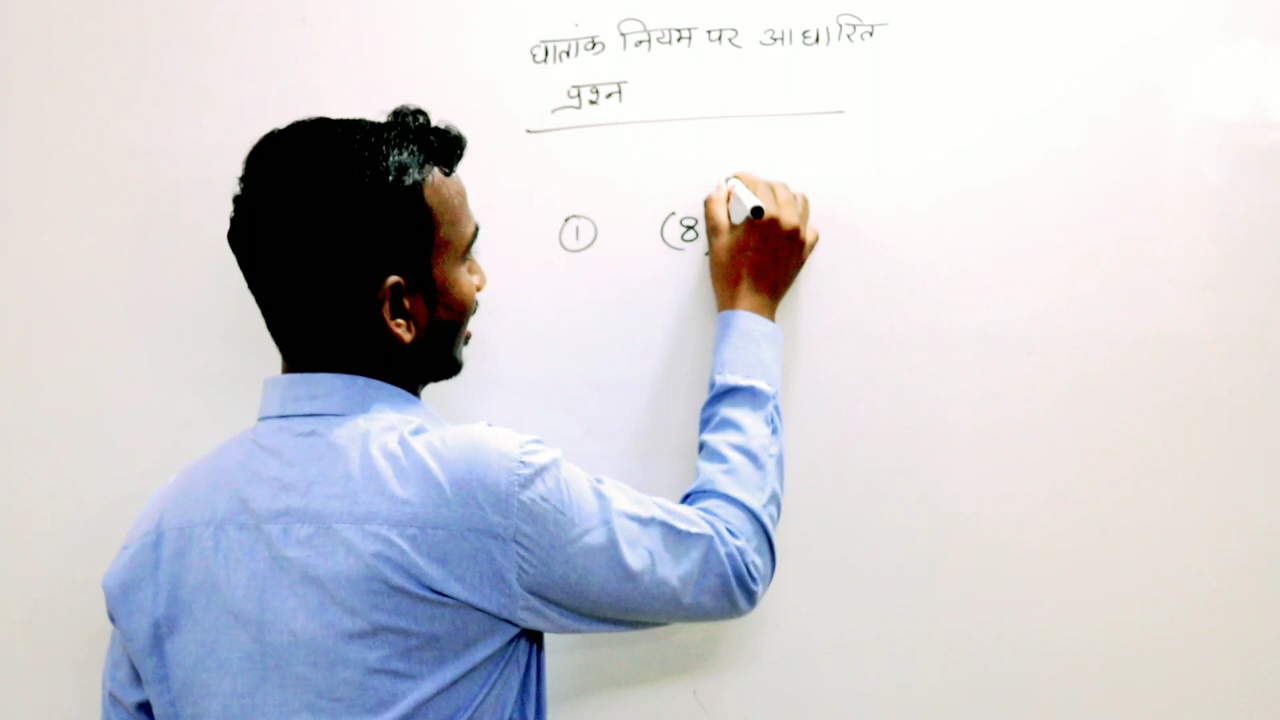 घातांक नियम पर आधारित
प्रश्न
① (8